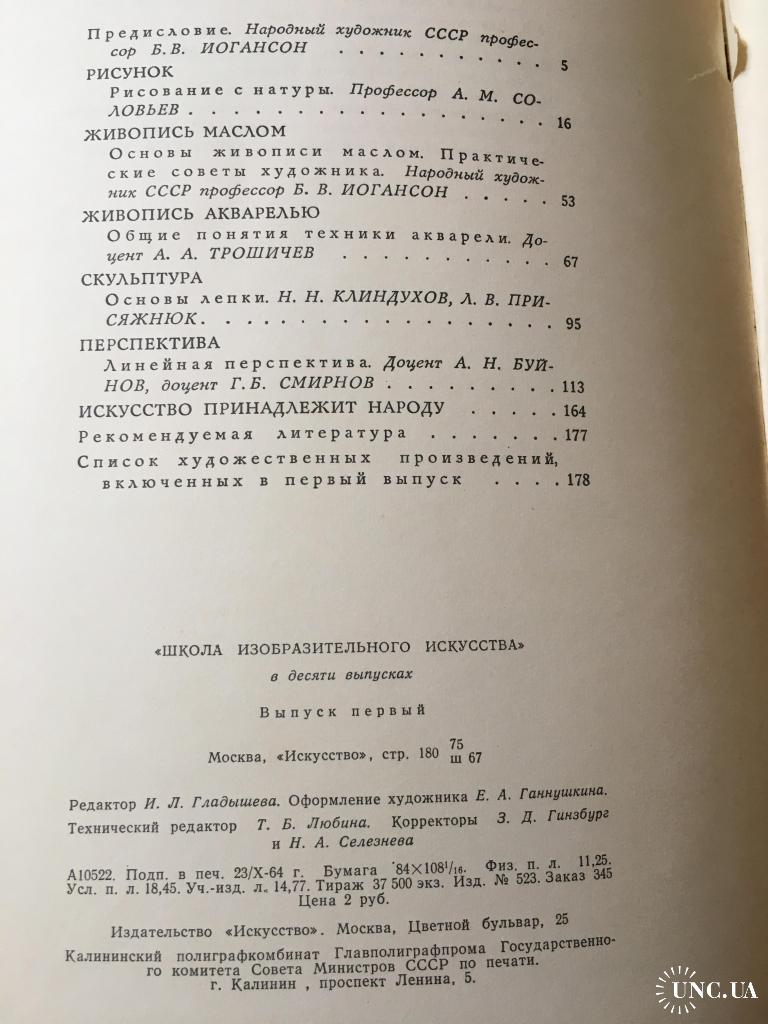 Предисловие. Народный художник СССР профес-
сор Б. В. ИОГАНСОН . . . . . . . . . . . 5
РИСУНОК
Рисование с натуры. Профессор А. М. СО-
ЛОВЬЕВ . . . . . . . . . . . . . . . . . 16
ЖИВОПИСЬ МАСЛОМ
Основы живописи маслом. Практиче-
ские советы художника. Народный худож-
ник СССР профессор Б. В. ИОГАНСОН . . . . . 53
ЖИВОПИСЬ АКВАРЕЛЬЮ
Общие понятия техники акварели. До-
цент А. А. ТРОШИЧЕВ . . . . . . . . . . . 67
СКУЛЬПТУРА
Основы лепки. Н. Н. КЛИНДУХОВ, Л. В. ПРИ-
СЯЖНЮК. . . . . . . . . . . . . . . . . 95
ПЕРСПЕКТИВА
Линейная перспектива. Доцент А. Н. БУЙ-
НОВ, доцент Г. Б. СМИРНОВ . . . . . . . . . 113
ИСКУССТВО ПРИНАДЛЕЖИТ НАРОДУ . . . . . 164
Рекомендуемая литература . . . . . . . 177
Список художественных произведений,
включенных в первый выпуск . . . . 178
«ШКОЛА ИЗОБРАЗИТЕЛЬНОГО ИСКУССТВА»
в десяти выпусках
Выпуск первый
Москва, «Искусство», стр. 180 75
ш 67
Редактор И. Л. Гладышева. Оформление художника Е. А. Ганнушкина.
Технический редактор Т. Б. Любина. Корректоры З. Д. Гинзбург
и Н. А. Селезнева
А10522. Подп. в печ. 23/X-64 г. Бумага 84×108¹/₁₆. Физ. п. л. 11,25.
Усл. п. л. 18,45. Уч.-изд. л. 14,77. Тираж 37 500 экз. Изд. № 523. Заказ 345
Цена 2 руб.
Издательство «Искусство». Москва, Цветной бульвар, 25
Калининский полиграфкомбинат Главполиграфпрома Государственно-
го комитета Совета Министров СССР по печати.
г. Калинин , проспект Ленина, 5.
UNC.UA